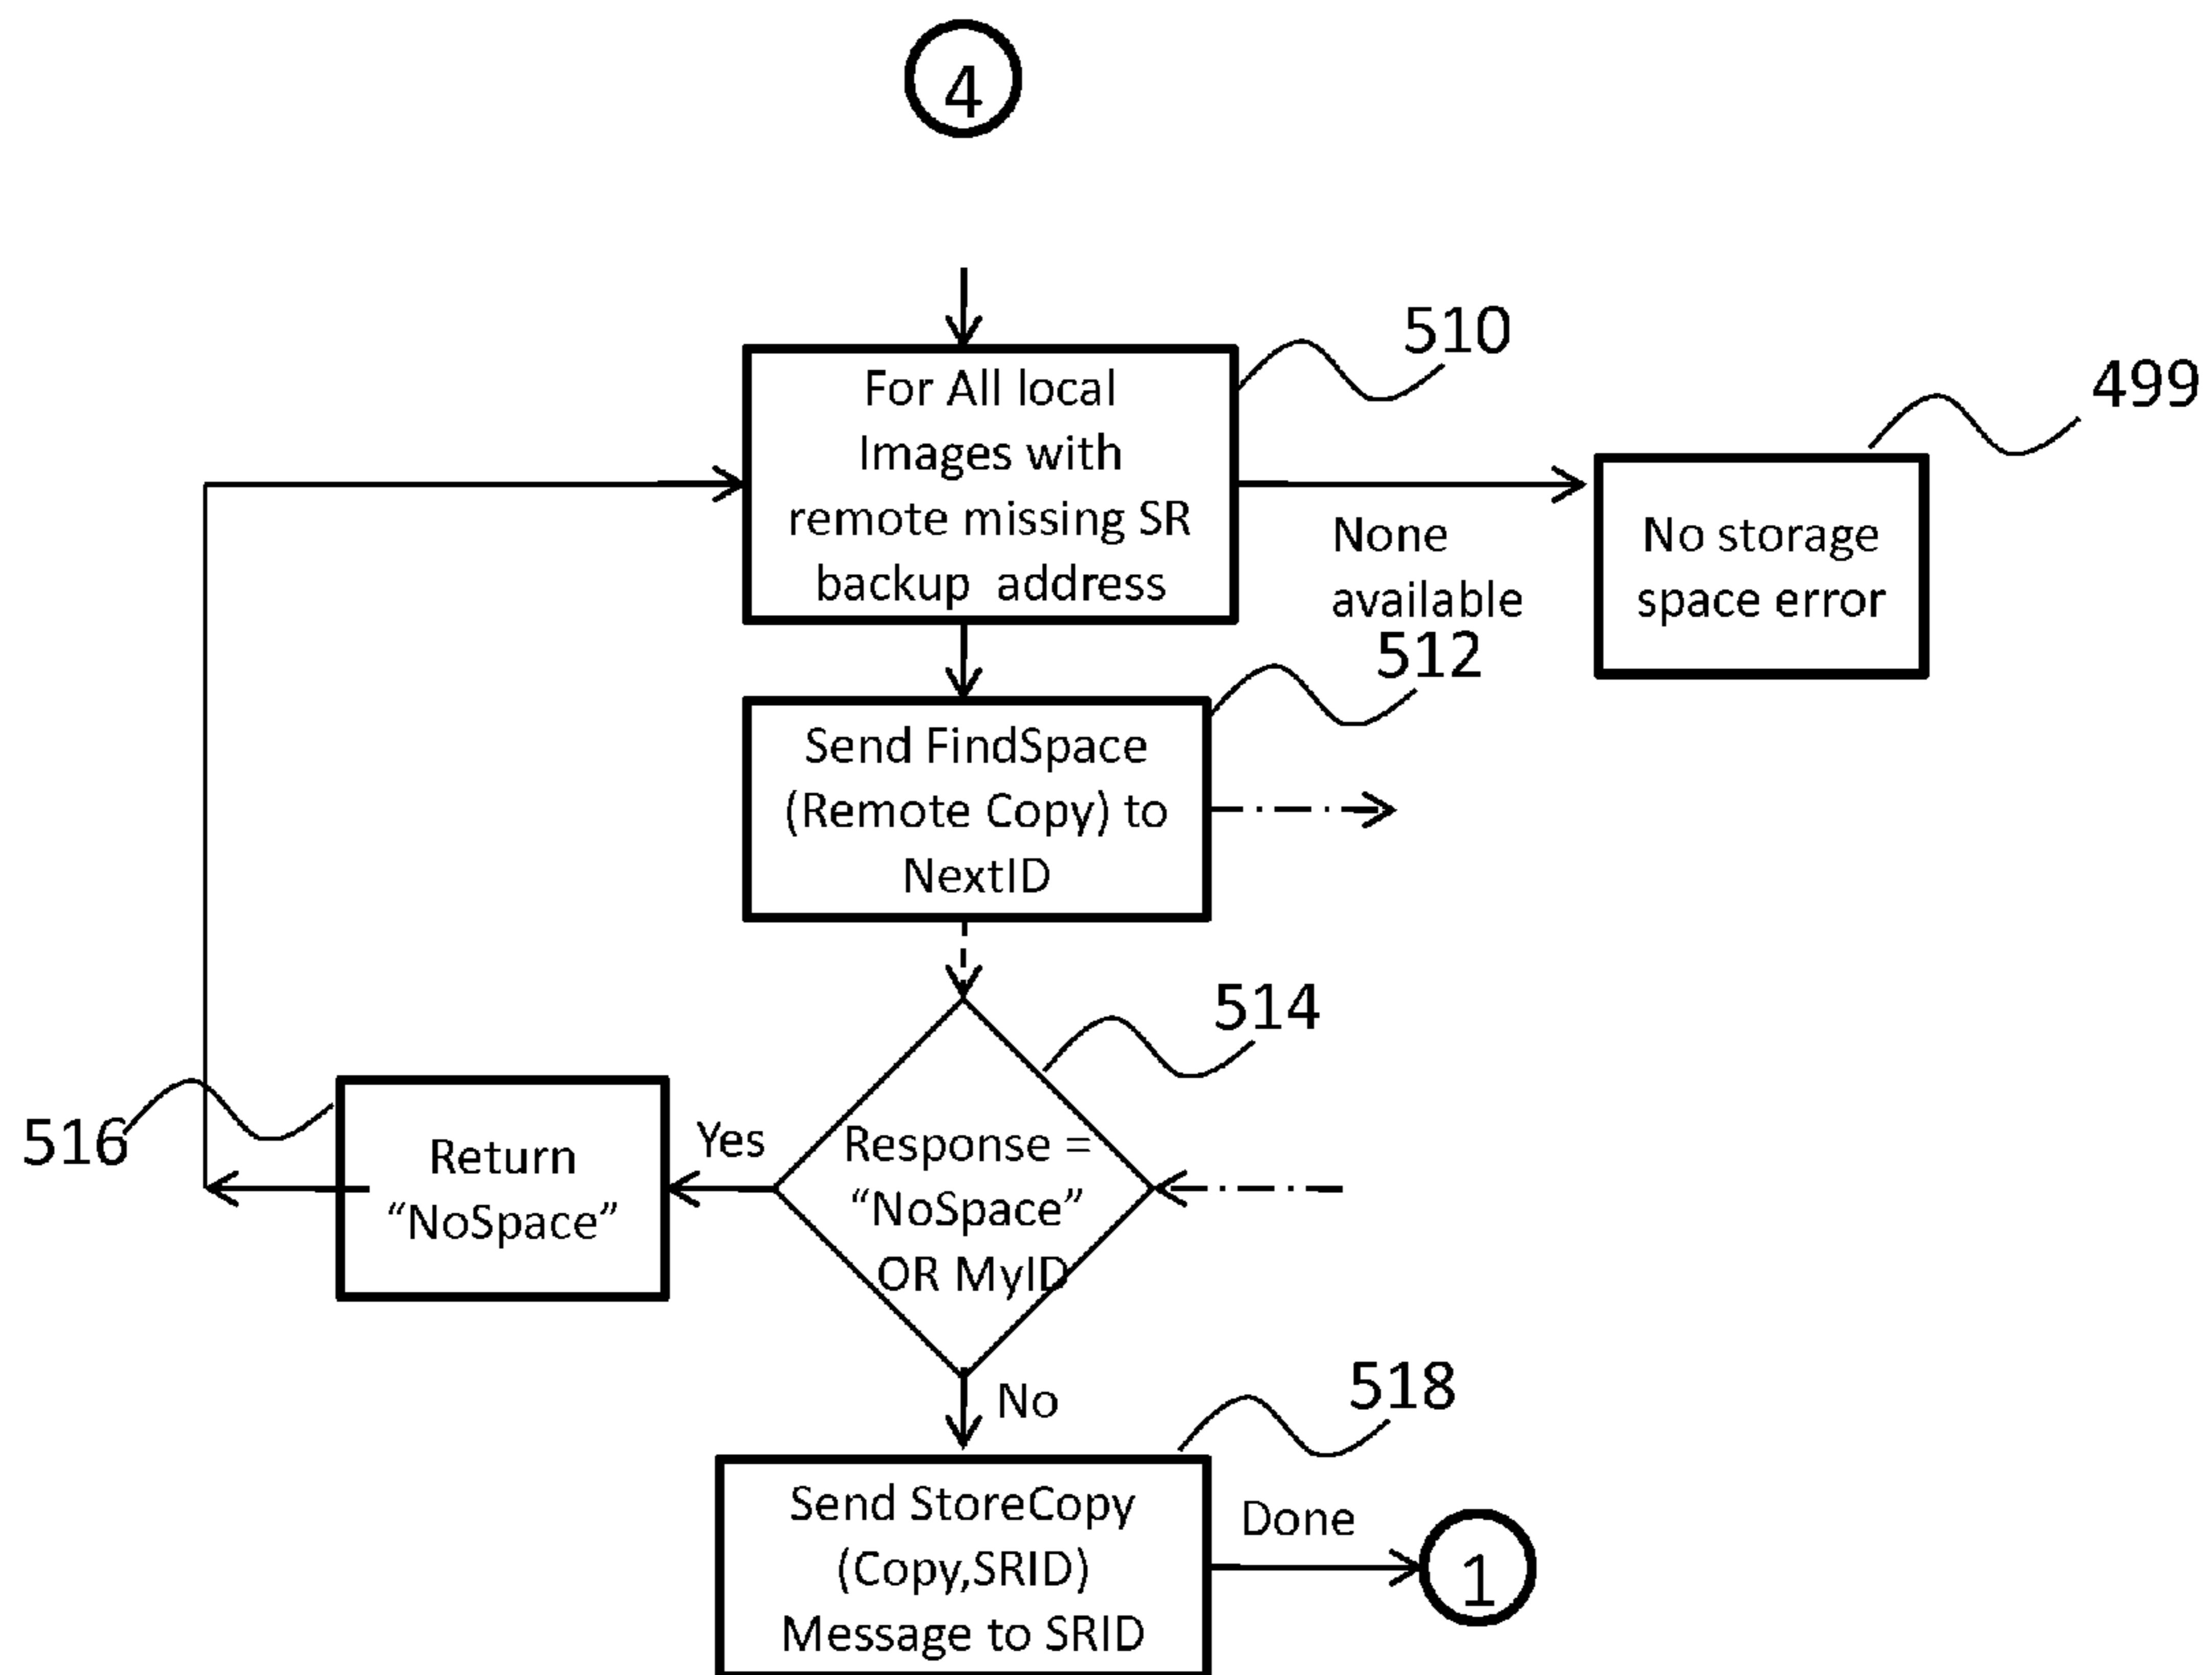 4
510
For All local
Images with
remote missing SR
backup address
499
None
available
No storage
space error
512
Send FindSpace
(Remote Copy) to
NextID
514
516
Return
“NoSpace”
Yes
Response =
“NoSpace”
OR MyID
No
518
Send StoreCopy
(Copy,SRID)
Message to SRID
Done
1